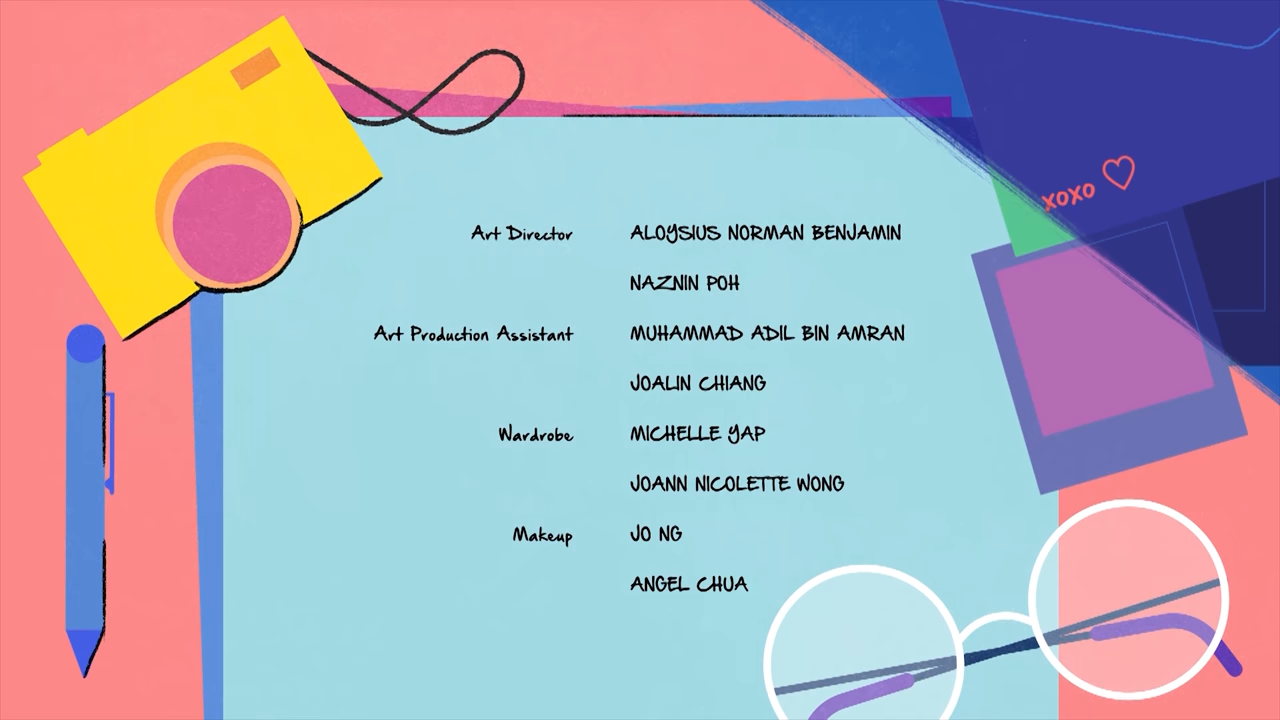 xoxo
Art Director ALOYSIUS NORMAN BENJAMIN
NAZNIN POH
Art Production Assistant MUHAMMAD ADIL BIN AMRAN
JOALIN CHIANG
Wardrobe MICHELLE YAP
JOANN NICOLETTE WONG
Makeup JO NG
ANGEL CHUA